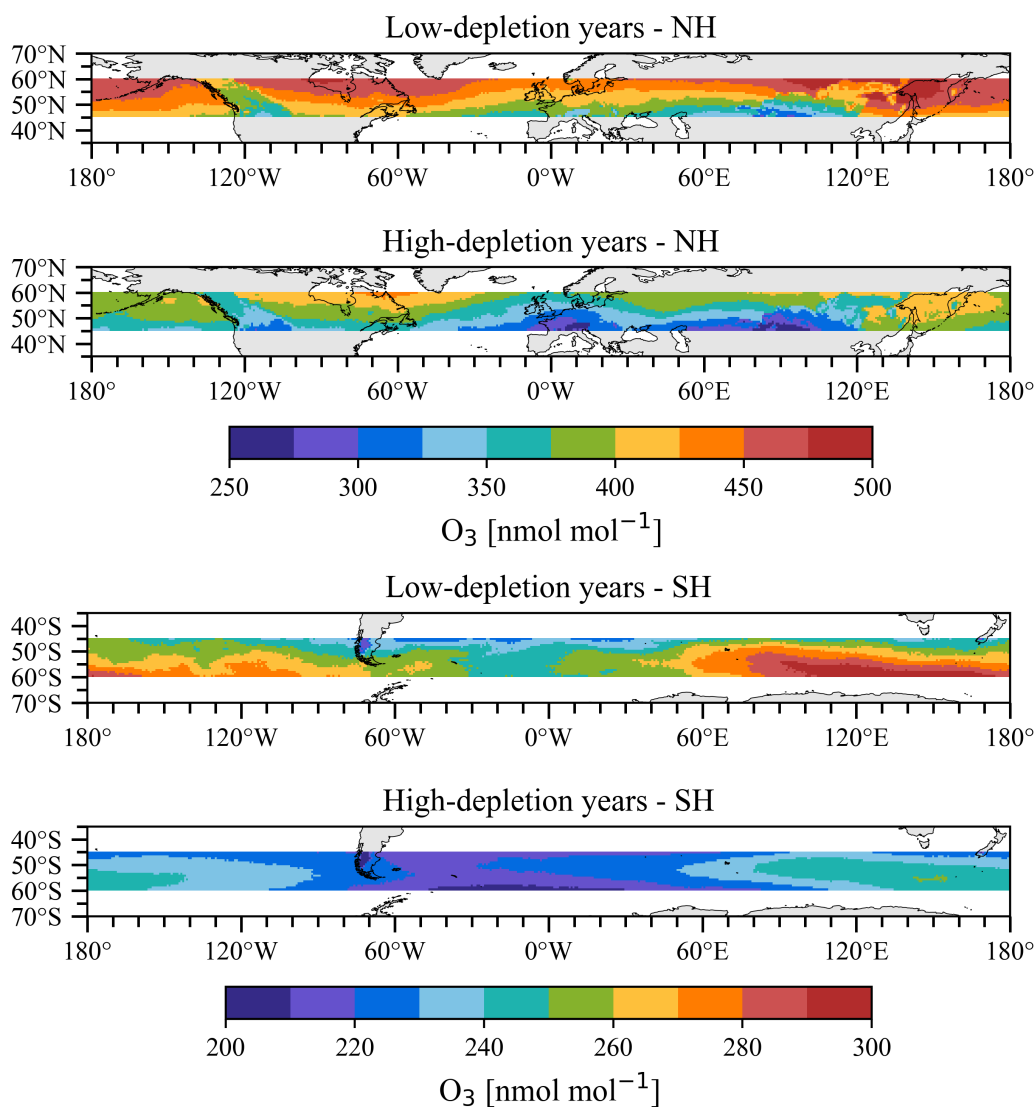 Low-depletion years - NH
70°N
60°N
50°N
40°N
180° 120°W 60°W 0°W 60°E 120°E 180°
High-depletion years - NH
70°N
60°N
50°N
40°N
180° 120°W 60°W 0°W 60°E 120°E 180°
250 300 350 400 450 500
O₃ [nmol mol⁻¹]
Low-depletion years - SH
40°S
50°S
60°S
70°S
180° 120°W 60°W 0°W 60°E 120°E 180°
High-depletion years - SH
40°S
50°S
60°S
70°S
180° 120°W 60°W 0°W 60°E 120°E 180°
200 220 240 260 280 300
O₃ [nmol mol⁻¹]